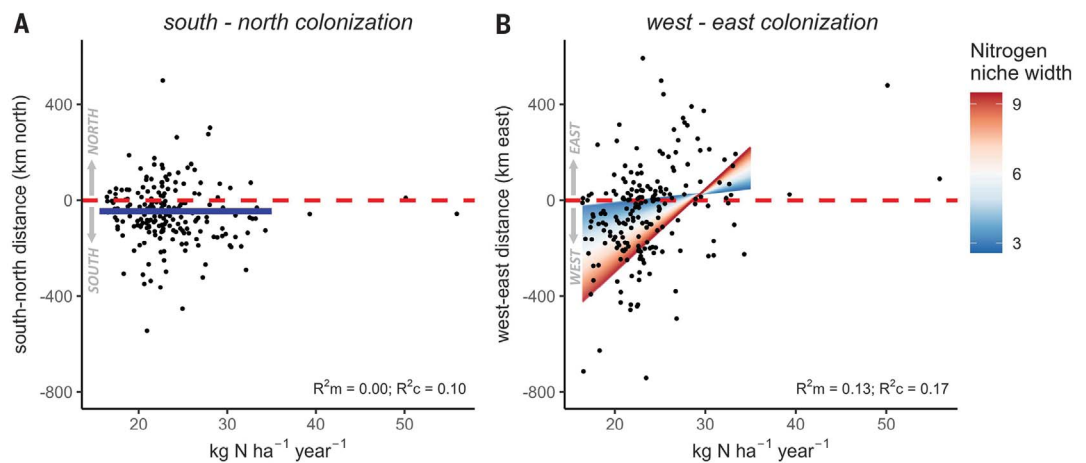 A
south - north colonization
south-north distance (km north)
400
0
-400
-800
NORTH
SOUTH
R²m = 0.00; R²c = 0.10
20
30
40
50
kg N ha⁻¹ year⁻¹
B
west - east colonization
west-east distance (km east)
400
0
-400
-800
EAST
WEST
R²m = 0.13; R²c = 0.17
20
30
40
50
kg N ha⁻¹ year⁻¹
Nitrogen
niche width
9
6
3